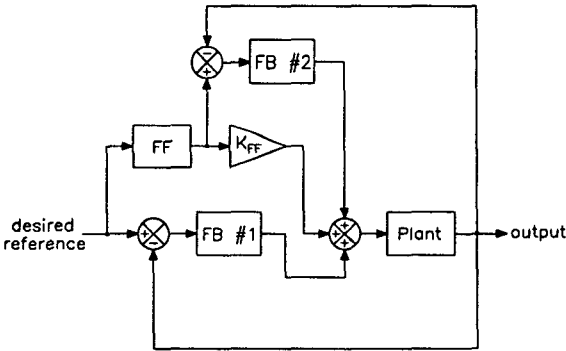 −
+
FB #2
FF
K_FF
desired
reference
+
−
FB #1
+
+
+
Plant
output